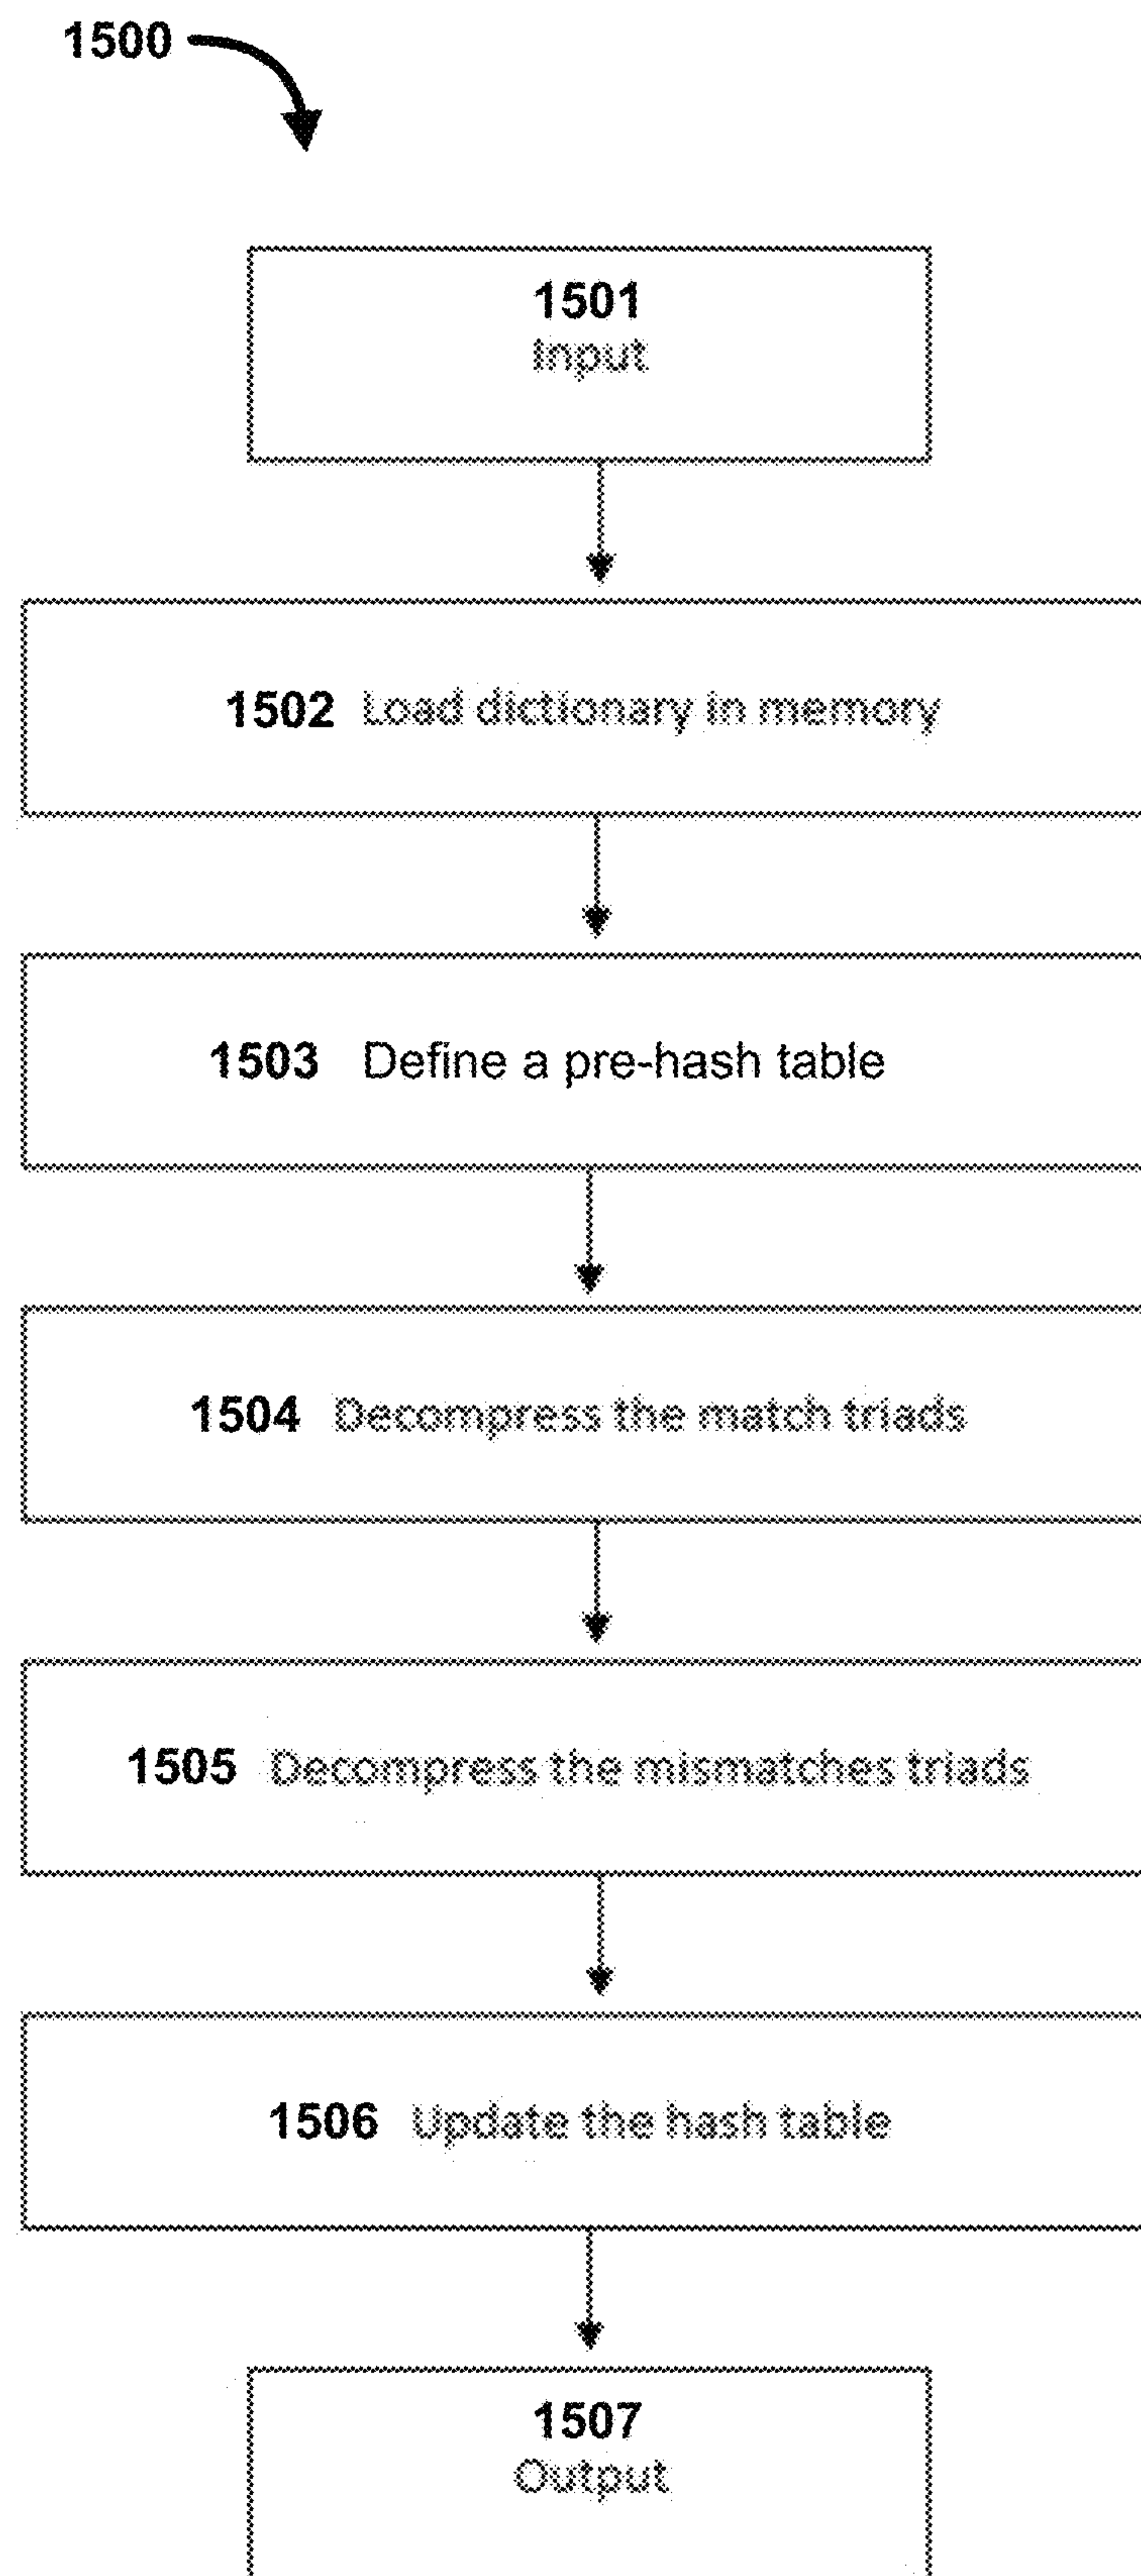 1500
1501
Input
1502 Load dictionary in memory
1503 Define a pre-hash table
1504 Decompress the match triads
1505 Decompress the mismatches triads
1506 Update the hash table
1507
Output